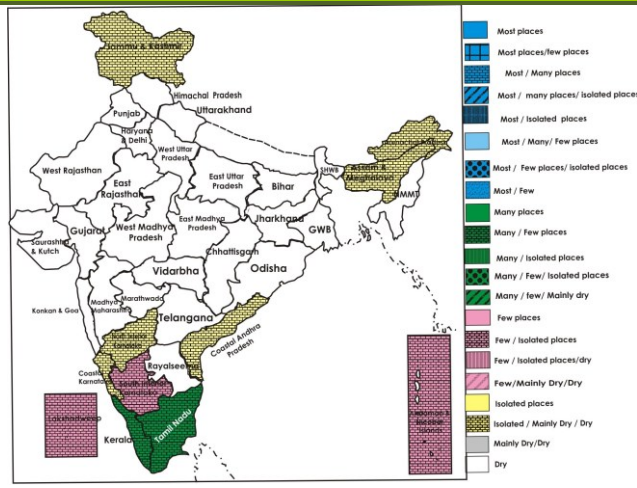 Jammu & Kashmir
Himachal Pradesh
Punjab
Uttarakhand
Haryana
& Delhi
West Uttar
Pradesh
West Rajasthan
East
Rajasthan
East Uttar
Pradesh
Bihar
SHWB
Assam &
Meghalaya
NMMT
Gujarat
Saurashtra
& Kutch
West Madhya
Pradesh
East Madhya
Pradesh
Jharkhand
GWB
Chhattisgarh
Odisha
Vidarbha
Konkan & Goa
Madhya
Maharashtra
Marathwada
Telangana
Coastal Andhra
Pradesh
Rayalseema
Coastal
Karnataka
Lakshadweep
Kerala
Tamil Nadu
Most places
Most places/few places
Most / Many places
Most / many places/ isolated places
Most / Isolated places
Most / Many/ Few places
Most / Few places/ isolated places
Most / Few
Many places
Many / Few places
Many / Isolated places
Many / Few/ Isolated places
Many / few/ Mainly dry
Few places
Few / Isolated places
Few / Isolated places/dry
Few/Mainly Dry/Dry
Isolated places
Isolated / Mainly Dry / Dry
Mainly Dry/Dry
Dry